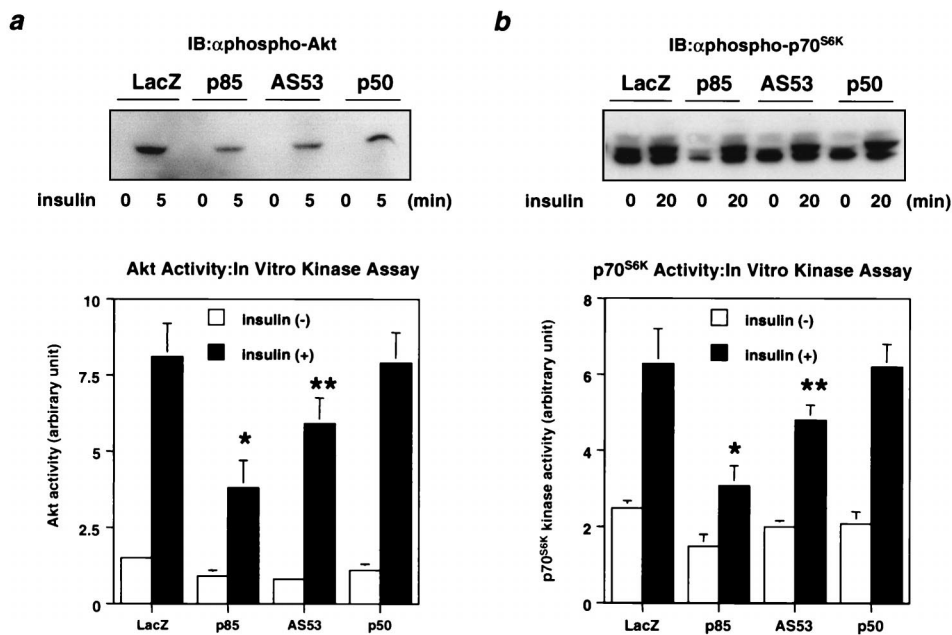 a
IB:αphospho-Akt
LacZ p85 AS53 p50
insulin 0 5 0 5 0 5 0 5 (min)
Akt Activity:In Vitro Kinase Assay
10
7.5
5
2.5
0
Akt activity (arbirary unit)
insulin (-)
insulin (+)
*
**
LacZ p85 AS53 p50
b
IB:αphospho-p70S6K
LacZ p85 AS53 p50
insulin 0 20 0 20 0 20 0 20 (min)
p70S6K Activity:In Vitro Kinase Assay
8
6
4
2
0
p70S6K kinase activity (arbitrary unit)
insulin (-)
insulin (+)
*
**
LacZ p85 AS53 p50